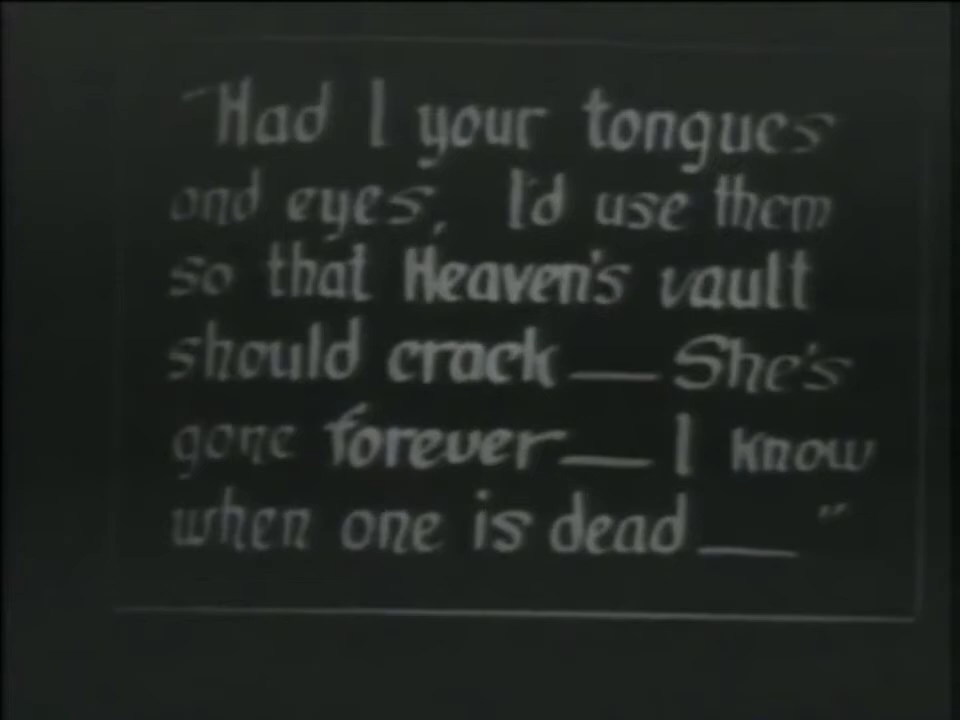 "Had I your tongues
and eyes, I'd use them
so that Heaven's vault
should crack — She's
gone forever — I know
when one is dead — "